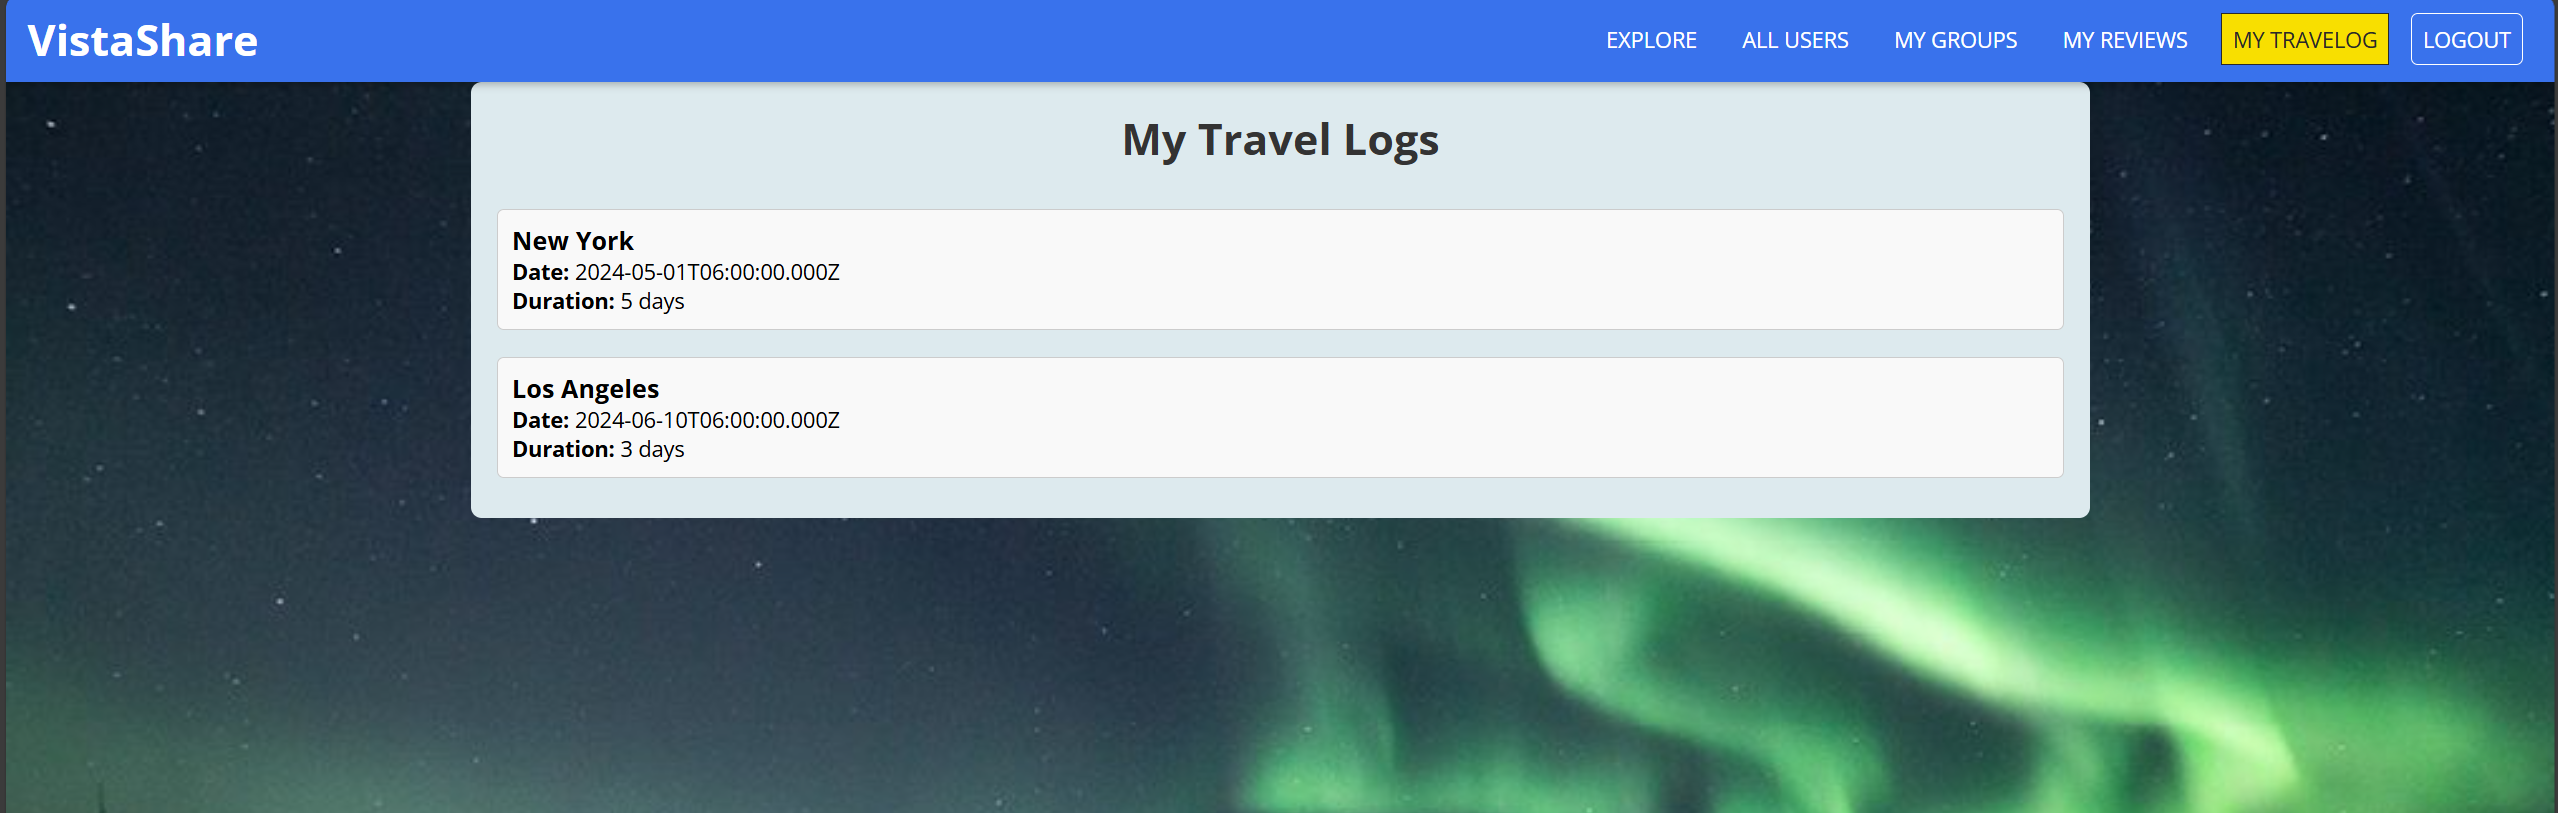 VistaShare
EXPLORE
ALL USERS
MY GROUPS
MY REVIEWS
MY TRAVELOG
LOGOUT
My Travel Logs
New York
Date: 2024-05-01T06:00:00.000Z
Duration: 5 days
Los Angeles
Date: 2024-06-10T06:00:00.000Z
Duration: 3 days